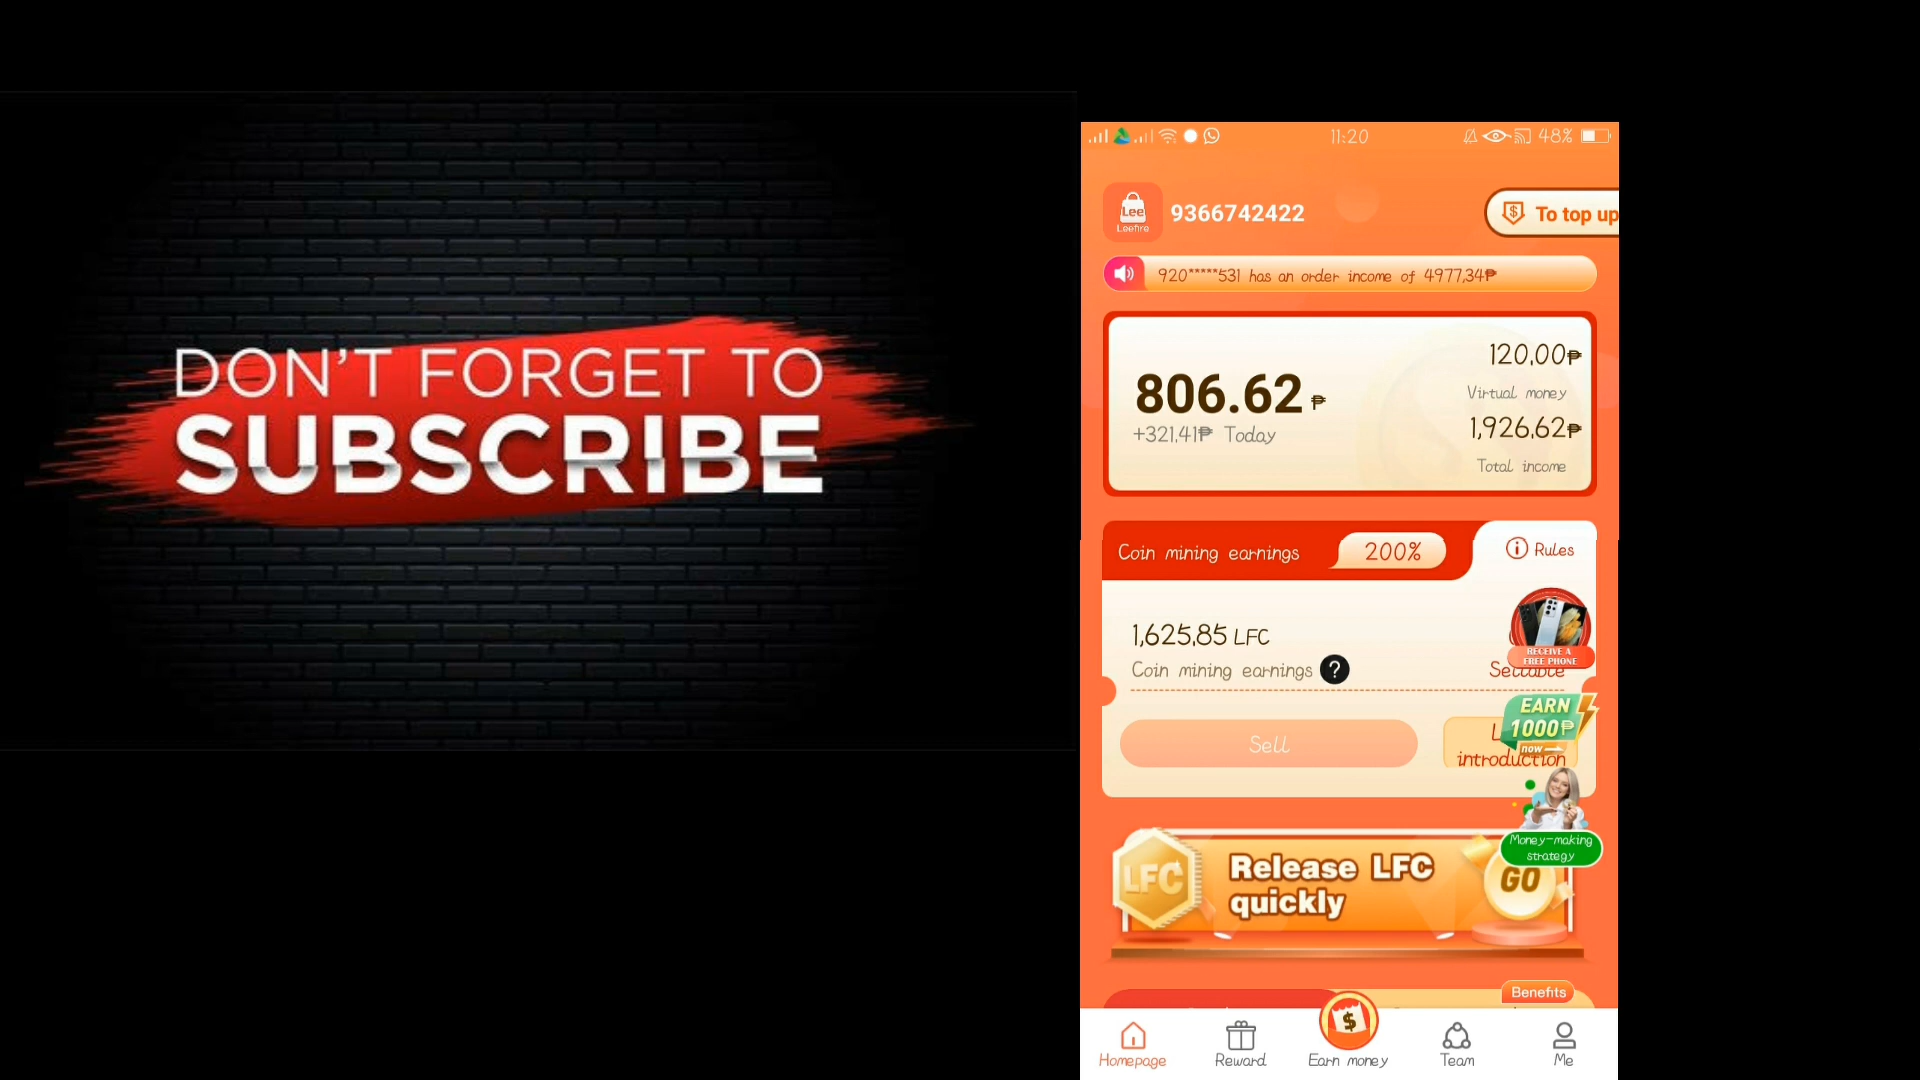 DON'T FORGET TO
SUBSCRIBE
11:20
48%
Lee
Leefire
9366742422
To top up
920*****531 has an order income of 4977.34₱
120.00₱
Virtual money
806.62 ₱
+321.41₱ Today
1,926.62₱
Total income
Coin mining earnings
200%
Rules
1,625.85 LFC
Coin mining earnings ?
RECEIVE A
FREE PHONE
Sellable
EARN
1000₱
now
Sell
introduction
Money-making
strategy
LFC
Release LFC
quickly
GO
Benefits
Homepage
Reward
Earn money
Team
Me